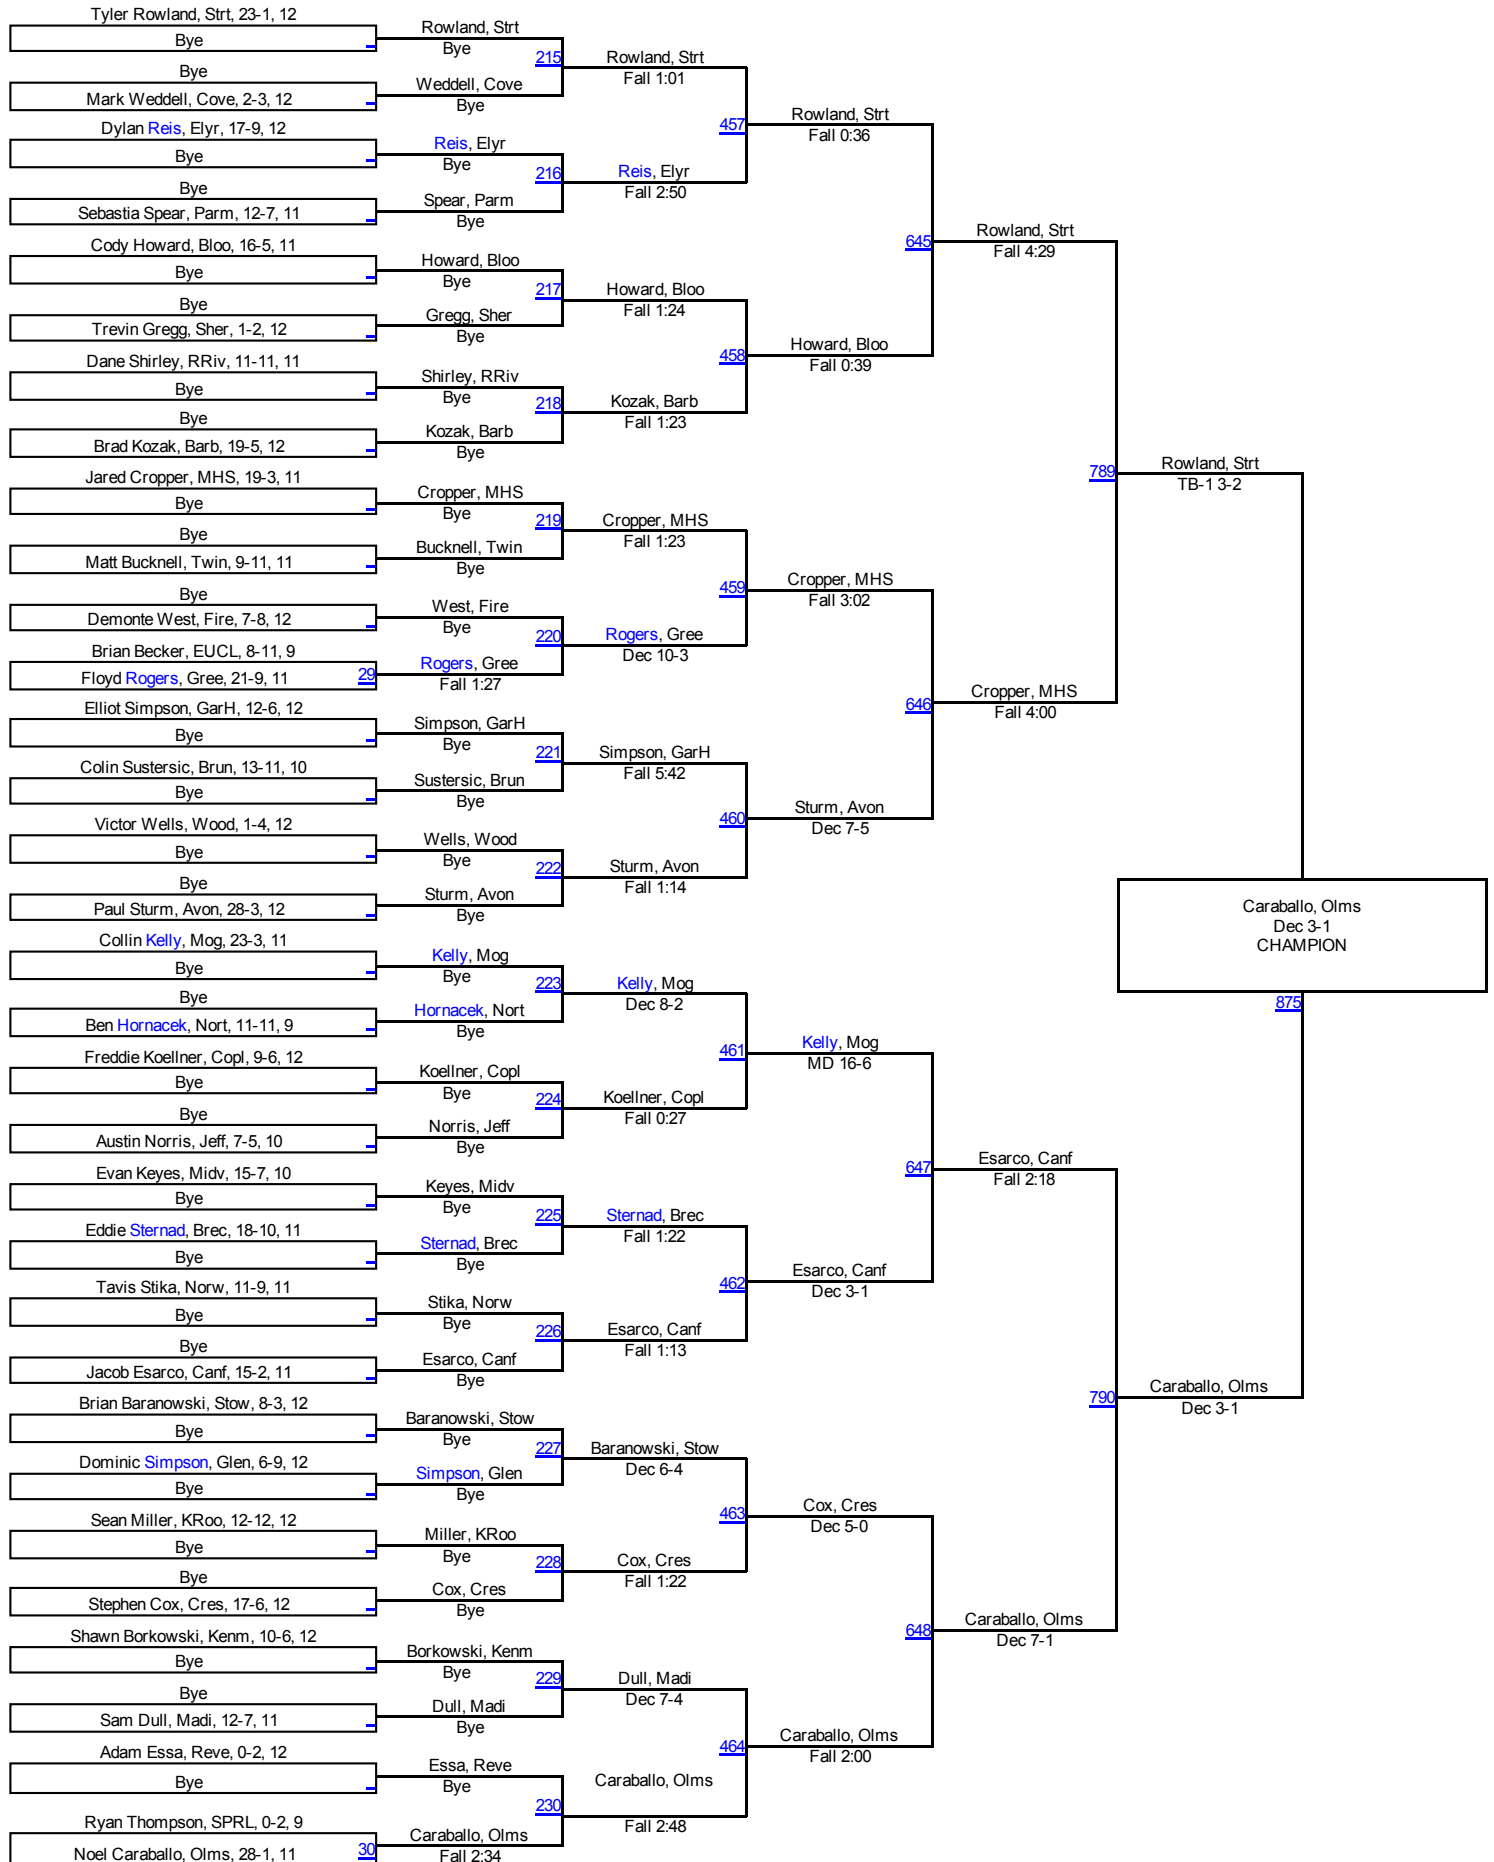 Tyler Rowland, Strt, 23-1, 12
Bye
Bye
Mark Weddell, Cove, 2-3, 12
Dylan Reis, Elyr, 17-9, 12
Bye
Bye
Sebastia Spear, Parm, 12-7, 11
Cody Howard, Bloo, 16-5, 11
Bye
Bye
Trevin Gregg, Sher, 1-2, 12
Dane Shirley, RRiv, 11-11, 11
Bye
Bye
Brad Kozak, Barb, 19-5, 12
Jared Cropper, MHS, 19-3, 11
Bye
Bye
Matt Bucknell, Twin, 9-11, 11
Bye
Demonte West, Fire, 7-8, 12
Brian Becker, EUCL, 8-11, 9
Floyd Rogers, Gree, 21-9, 11
29
Elliot Simpson, GarH, 12-6, 12
Bye
Colin Sustersic, Brun, 13-11, 10
Bye
Victor Wells, Wood, 1-4, 12
Bye
Bye
Paul Sturm, Avon, 28-3, 12
Collin Kelly, Mog, 23-3, 11
Bye
Bye
Ben Hornacek, Nort, 11-11, 9
Freddie Koellner, Copl, 9-6, 12
Bye
Bye
Austin Norris, Jeff, 7-5, 10
Evan Keyes, Midv, 15-7, 10
Bye
Eddie Sternad, Brec, 18-10, 11
Bye
Tavis Stika, Norw, 11-9, 11
Bye
Bye
Jacob Esarco, Canf, 15-2, 11
Brian Baranowski, Stow, 8-3, 12
Bye
Dominic Simpson, Glen, 6-9, 12
Bye
Sean Miller, KRoo, 12-12, 12
Bye
Bye
Stephen Cox, Cres, 17-6, 12
Shawn Borkowski, Kenm, 10-6, 12
Bye
Bye
Sam Dull, Madi, 12-7, 11
Adam Essa, Reve, 0-2, 12
Bye
Ryan Thompson, SPRL, 0-2, 9
Noel Caraballo, Olms, 28-1, 11
30
Rowland, Strt
Bye
215
Weddell, Cove
Bye
Reis, Elyr
Bye
216
Spear, Parm
Bye
Howard, Bloo
Bye
217
Gregg, Sher
Bye
Shirley, RRiv
Bye
218
Kozak, Barb
Bye
Cropper, MHS
Bye
219
Bucknell, Twin
Bye
West, Fire
Bye
220
Rogers, Gree
Fall 1:27
Simpson, GarH
Bye
221
Sustersic, Brun
Bye
Wells, Wood
Bye
222
Sturm, Avon
Bye
Kelly, Mog
Bye
223
Hornacek, Nort
Bye
Koellner, Copl
Bye
224
Norris, Jeff
Bye
Keyes, Midv
Bye
225
Sternad, Brec
Bye
Stika, Norw
Bye
226
Esarco, Canf
Bye
Baranowski, Stow
Bye
227
Simpson, Glen
Bye
Miller, KRoo
Bye
228
Cox, Cres
Bye
Borkowski, Kenm
Bye
229
Dull, Madi
Bye
Essa, Reve
Bye
230
Caraballo, Olms
Fall 2:34
Rowland, Strt
Fall 1:01
457
Reis, Elyr
Fall 2:50
Howard, Bloo
Fall 1:24
458
Kozak, Barb
Fall 1:23
Cropper, MHS
Fall 1:23
459
Rogers, Gree
Dec 10-3
Simpson, GarH
Fall 5:42
460
Sturm, Avon
Fall 1:14
Kelly, Mog
Dec 8-2
461
Koellner, Copl
Fall 0:27
Sternad, Brec
Fall 1:22
462
Esarco, Canf
Fall 1:13
Baranowski, Stow
Dec 6-4
463
Cox, Cres
Fall 1:22
Dull, Madi
Dec 7-4
464
Caraballo, Olms
Fall 2:48
Rowland, Strt
Fall 0:36
645
Howard, Bloo
Fall 0:39
Cropper, MHS
Fall 3:02
646
Sturm, Avon
Dec 7-5
Kelly, Mog
MD 16-6
647
Esarco, Canf
Dec 3-1
Cox, Cres
Dec 5-0
648
Caraballo, Olms
Fall 2:00
Rowland, Strt
Fall 4:29
789
Cropper, MHS
Fall 4:00
Esarco, Canf
Fall 2:18
790
Caraballo, Olms
Dec 7-1
Rowland, Strt
TB-1 3-2
Caraballo, Olms
Dec 3-1
Caraballo, Olms
Dec 3-1
CHAMPION
875